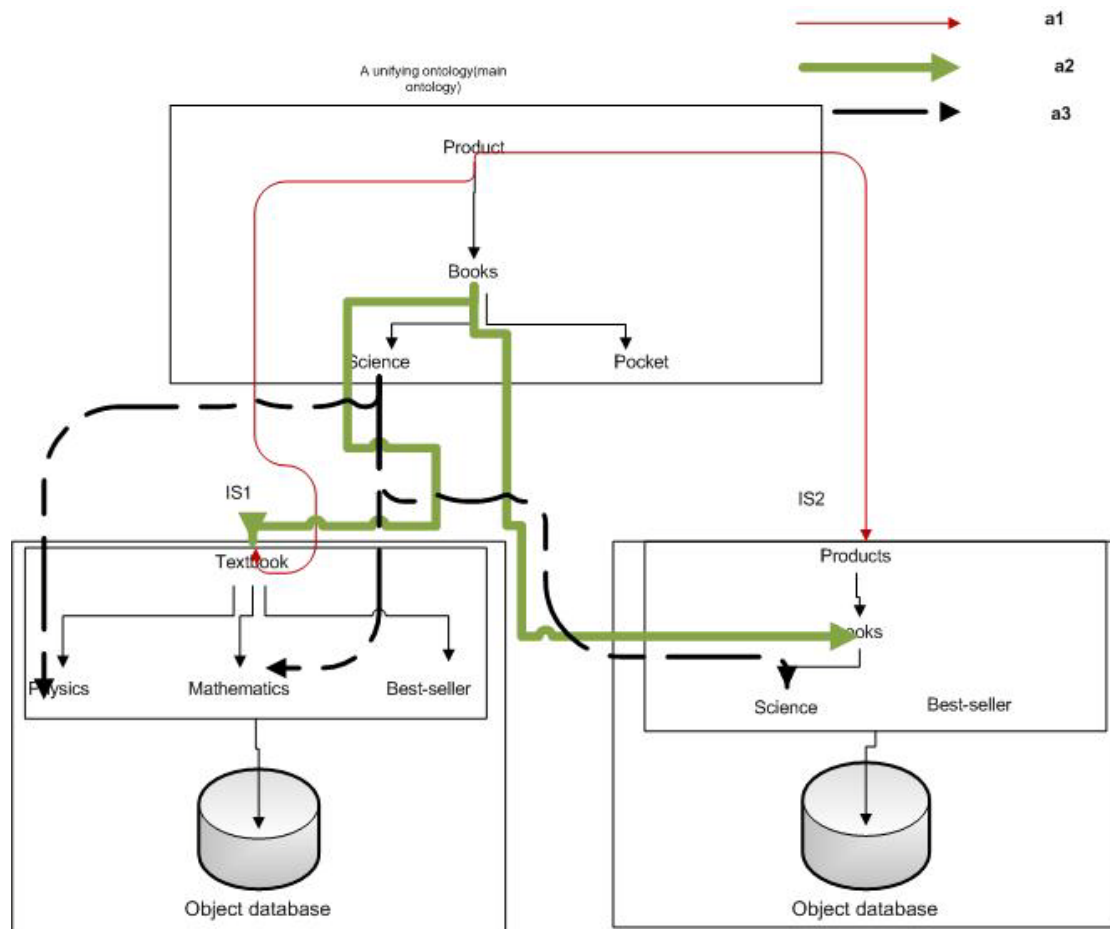 a1
A unifying ontology(main
ontology)
a2
a3
Product
Books
Science
Pocket
IS1
IS2
Textbook
Products
Books
Physics
Mathematics
Best-seller
Science
Best-seller
Object database
Object database